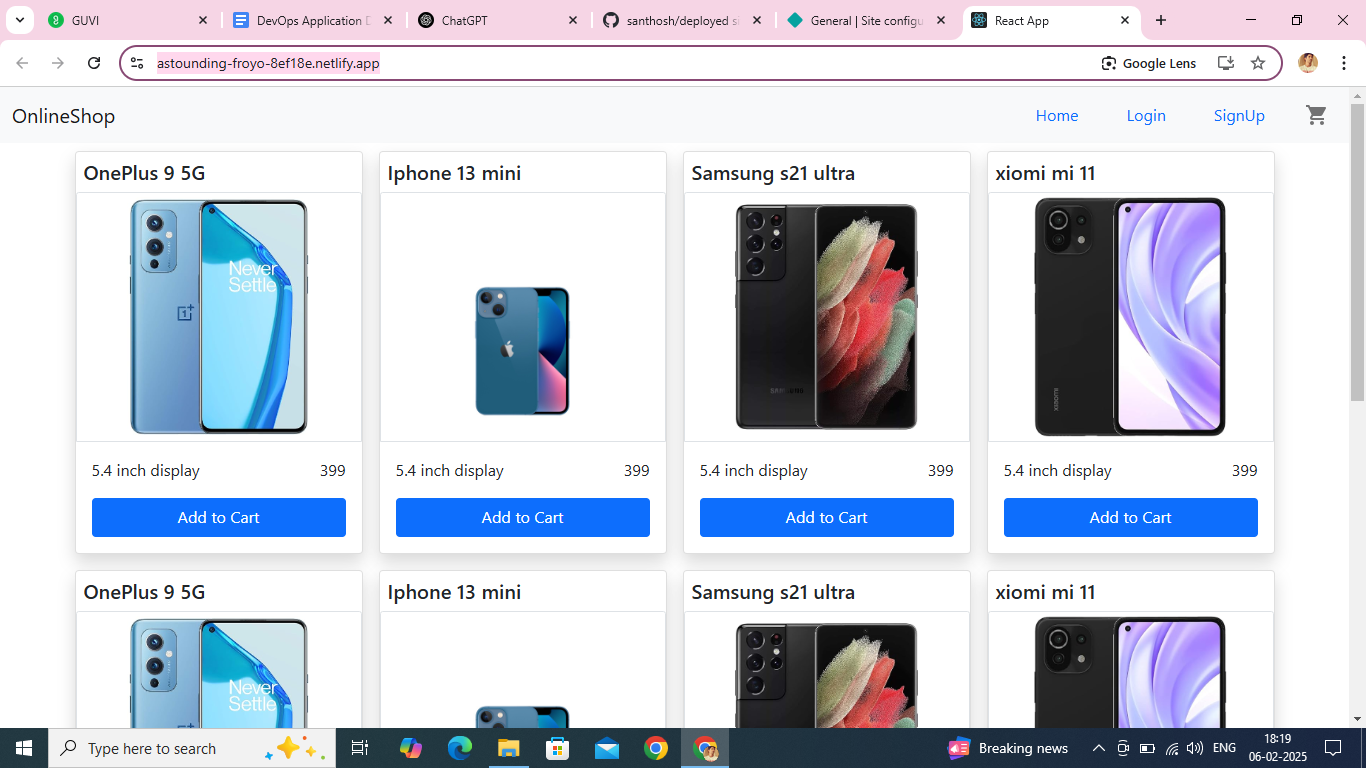 GUVI
DevOps Application D
ChatGPT
santhosh/deployed si
General | Site configu
React App
astounding-froyo-8ef18e.netlify.app
Google Lens
OnlineShop
Home
Login
SignUp
OnePlus 9 5G
Iphone 13 mini
Samsung s21 ultra
xiomi mi 11
Never
Settle
SAMSUNG
XIAOMI
5.4 inch display 399
5.4 inch display 399
5.4 inch display 399
5.4 inch display 399
Add to Cart
Add to Cart
Add to Cart
Add to Cart
OnePlus 9 5G
Iphone 13 mini
Samsung s21 ultra
xiomi mi 11
Never
Settle
Type here to search
Breaking news
ENG
18:19
06-02-2025